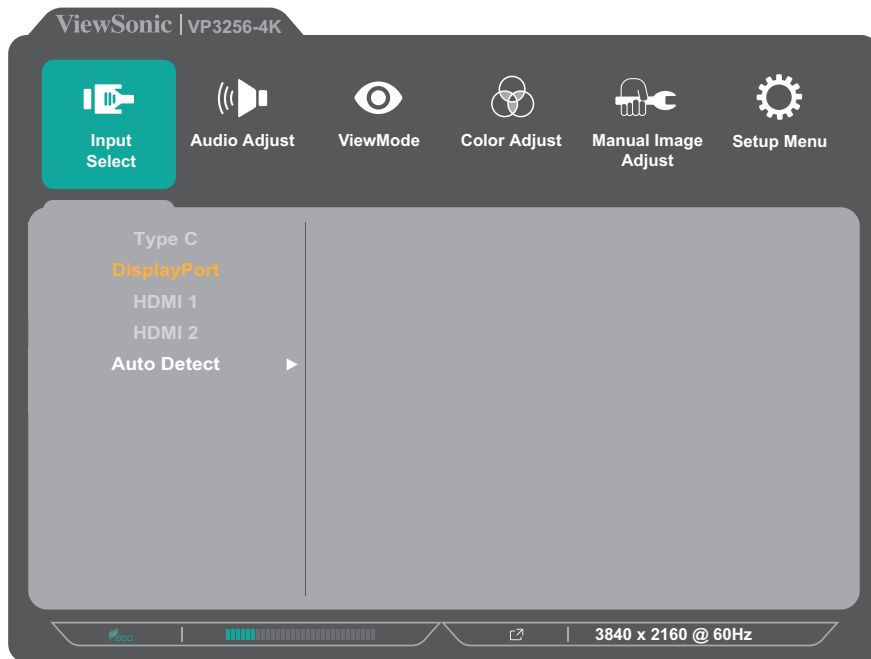 ViewSonic | VP3256-4K
Input
Select
Audio Adjust
ViewMode
Color Adjust
Manual Image
Adjust
Setup Menu
Type C
DisplayPort
HDMI 1
HDMI 2
Auto Detect
eco
3840 x 2160 @ 60Hz